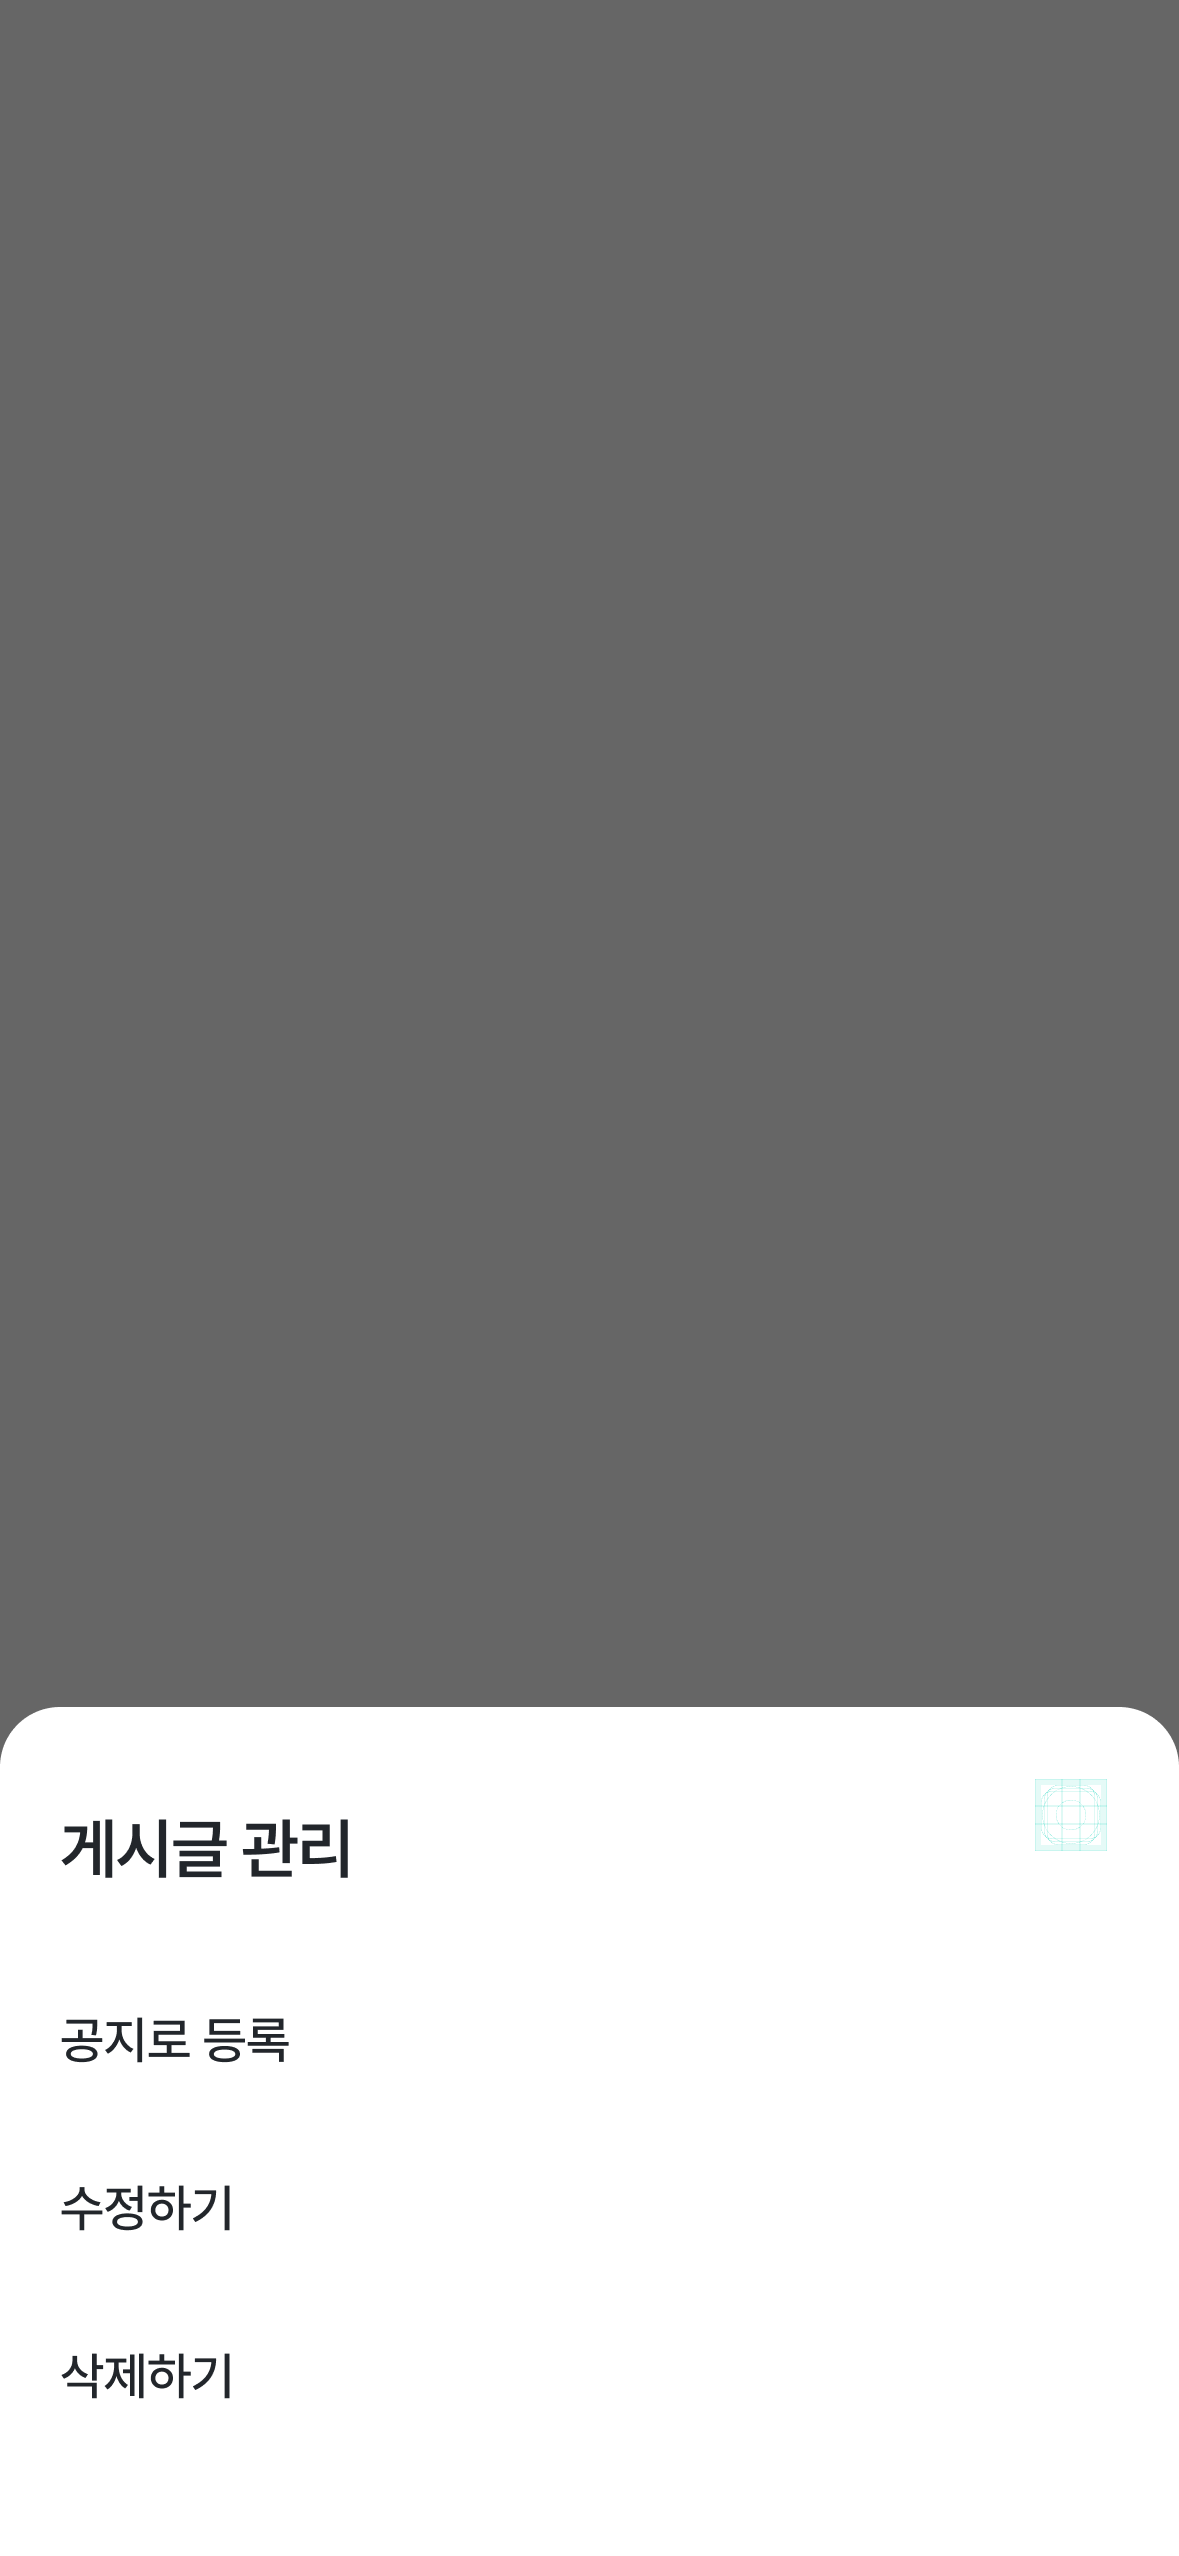 게시글 관리
공지로 등록
수정하기
삭제하기